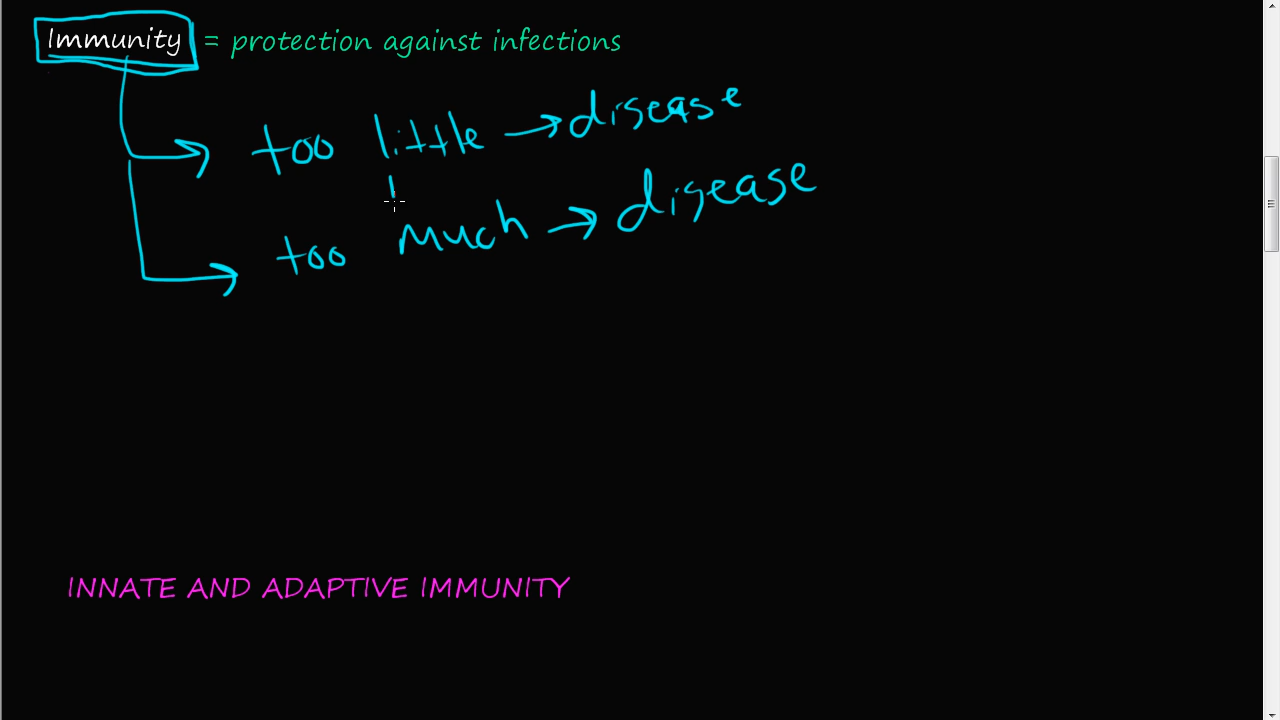 Immunity = protection against infections
too little → disease
too much → disease
INNATE AND ADAPTIVE IMMUNITY